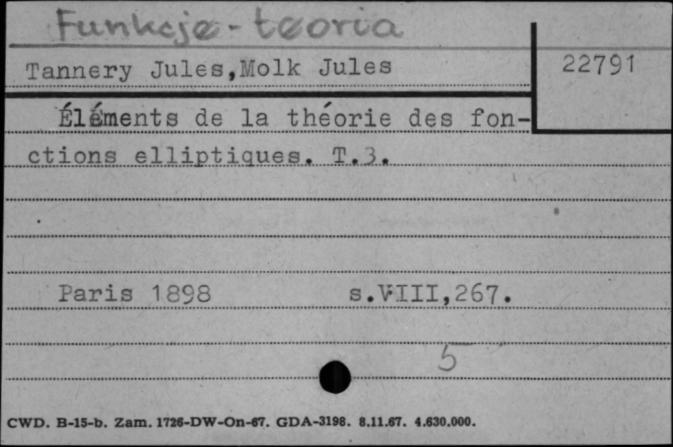 Funkcje - teoria
Tannery Jules,Molk Jules
22791
Éléments de la théorie des fon-
ctions elliptiques. T.3.
Paris 1898 s.VIII,267.
5
CWD. B-15-b. Zam. 1726-DW-On-67. GDA-3198. 8.11.67. 4.630.000.